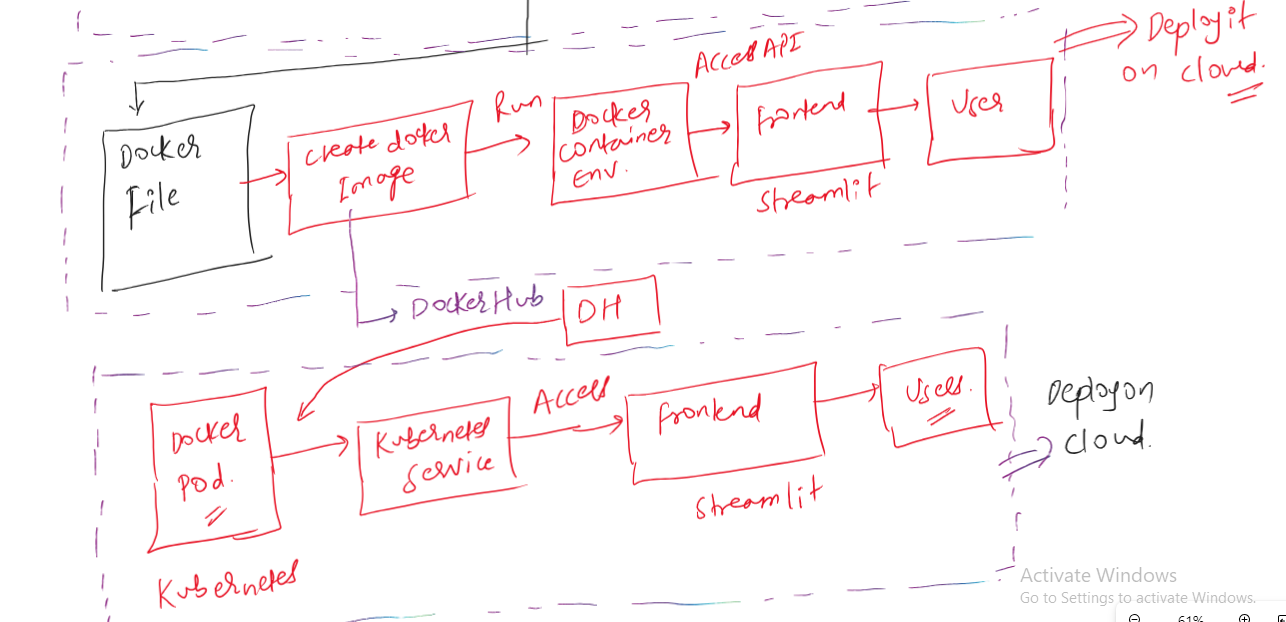 Deploy it
on cloud.
Access API
Run
Docker
File
create docker
Image
Docker
Container
Env.
Frontend
User
Streamlit
DockerHub
DH
Docker
Pod.
Kubernetes
Service
Access
Frontend
Users.
Deploy on
cloud.
Streamlit
Kubernetes
Activate Windows
Go to Settings to activate Windows.
61%